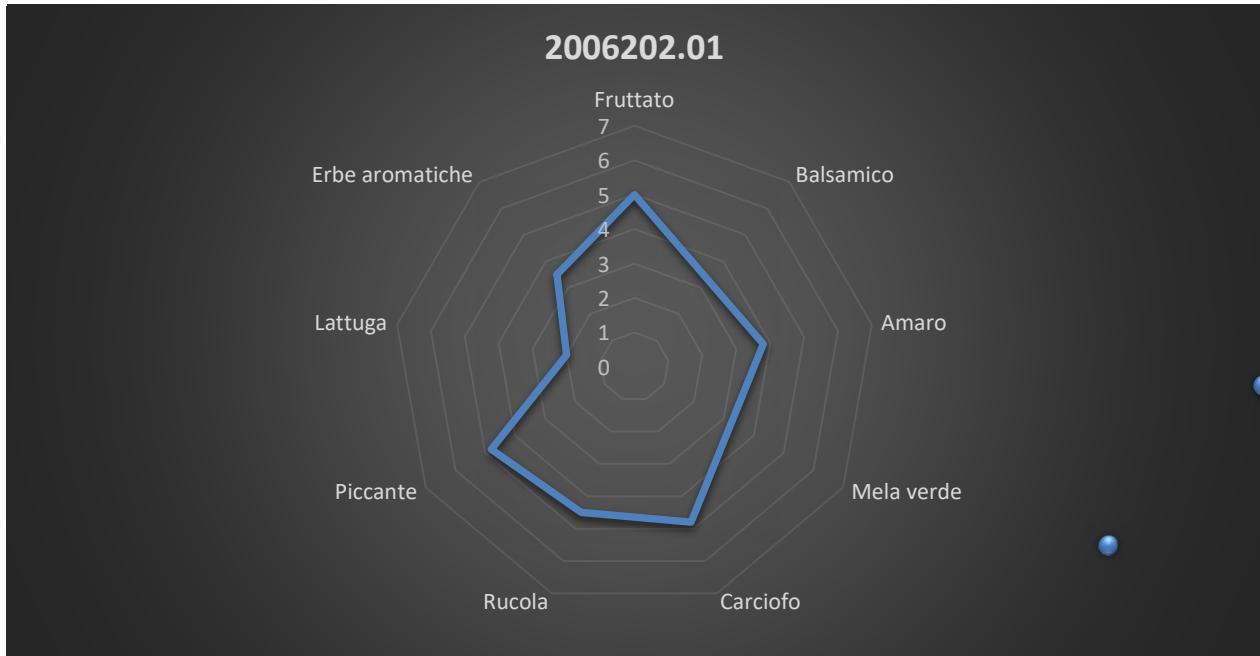 2006202.01
Fruttato
7
6
5
4
3
2
1
0
Balsamico
Amaro
Mela verde
Carciofo
Rucola
Piccante
Lattuga
Erbe aromatiche